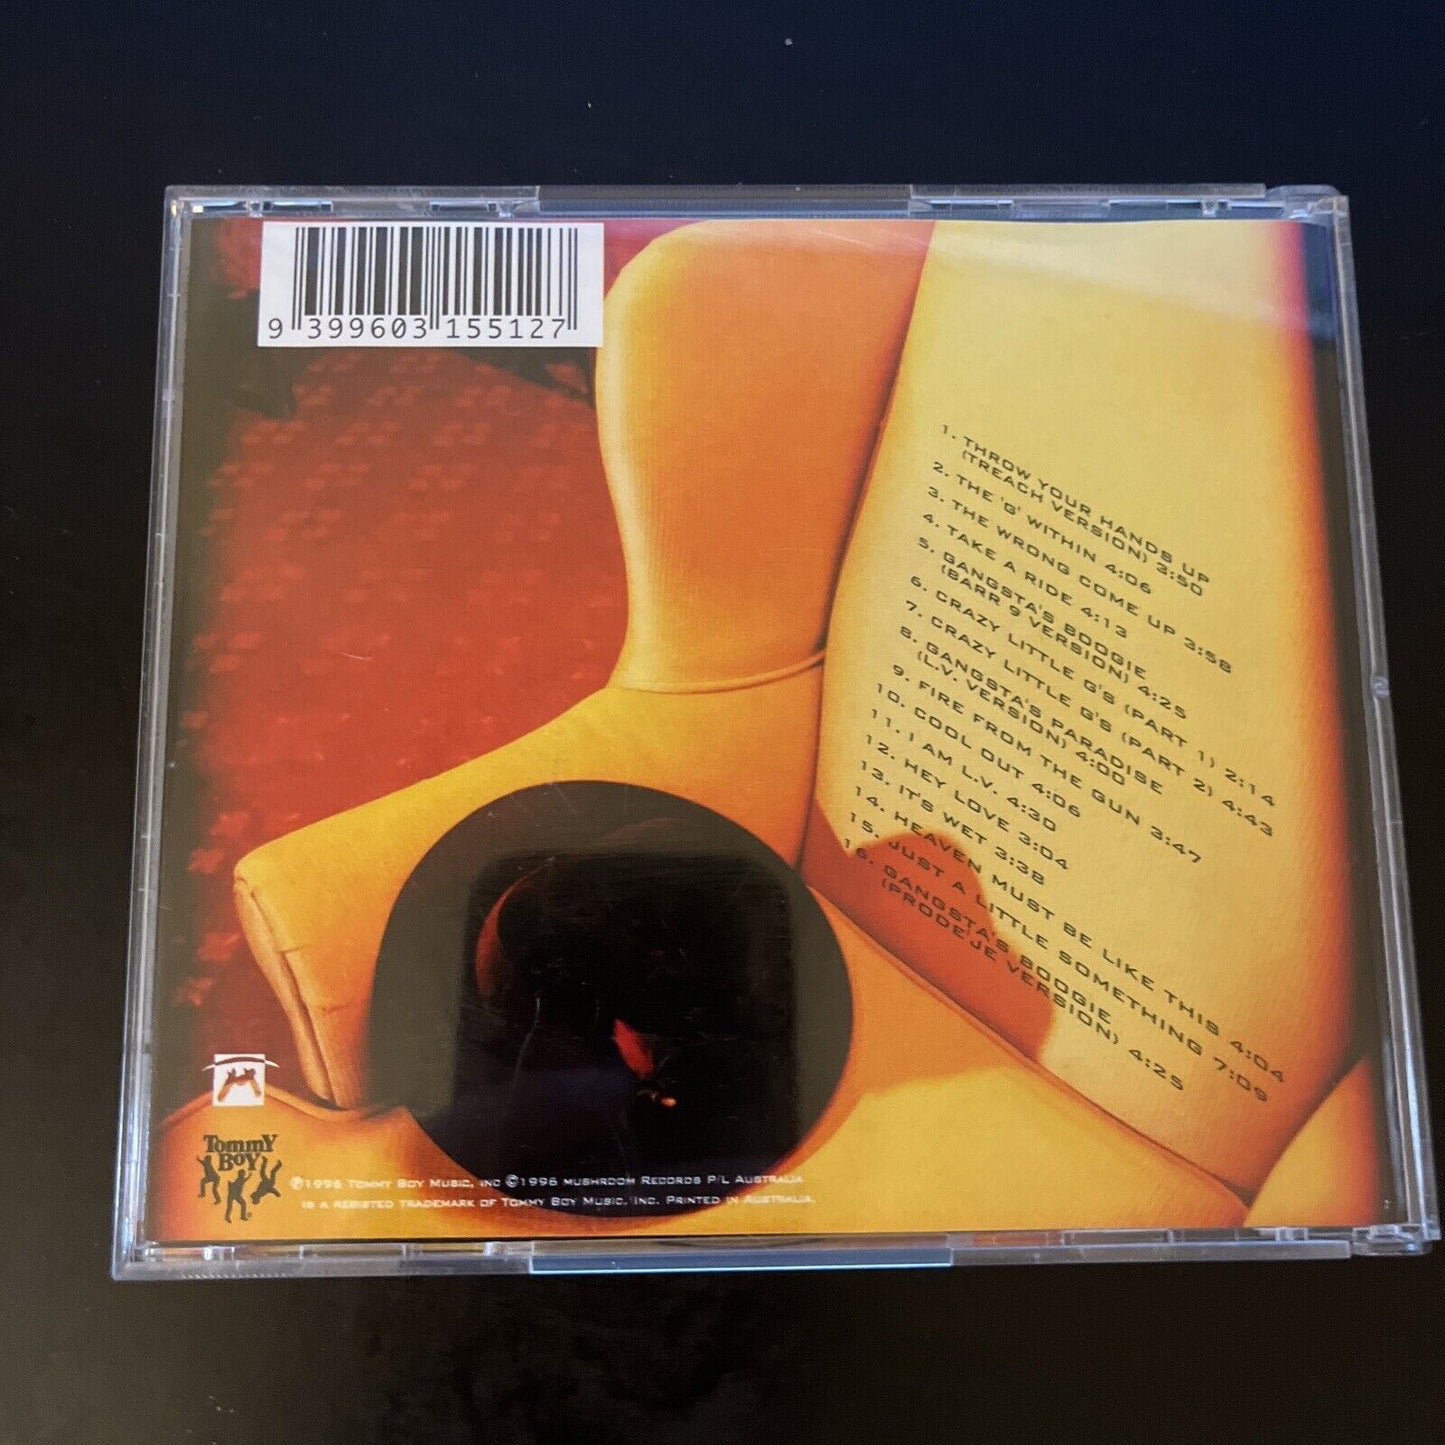 9 399603 155127
1. THROW YOUR HANDS UP
(TREACH VERSION) 3:50
2. THE 'G' WITHIN 4:06
3. THE WRONG COME UP 3:58
4. TAKE A RIDE 4:13
5. GANGSTA'S BOOGIE
(BARR 9 VERSION) 4:25
6. CRAZY LITTLE G'S (PART 1) 2:14
7. CRAZY LITTLE G'S (PART 2) 4:43
8. GANGSTA'S PARADISE
(L.V. VERSION) 4:00
9. FIRE FROM THE GUN 3:47
10. COOL OUT 4:06
11. I AM L.V. 4:30
12. HEY LOVE 3:04
13. IT'S WET 3:38
14. HEAVEN MUST BE LIKE THIS 4:04
15. JUST A LITTLE SOMETHING 7:09
16. GANGSTA'S BOOGIE
(PRODE'JE VERSION) 4:25
Tommy
Boy
℗1996 Tommy Boy Music, Inc ©1996 mushroom Records P/L Australia
is a registed trademark of Tommy Boy Music, Inc. Printed in Australia.